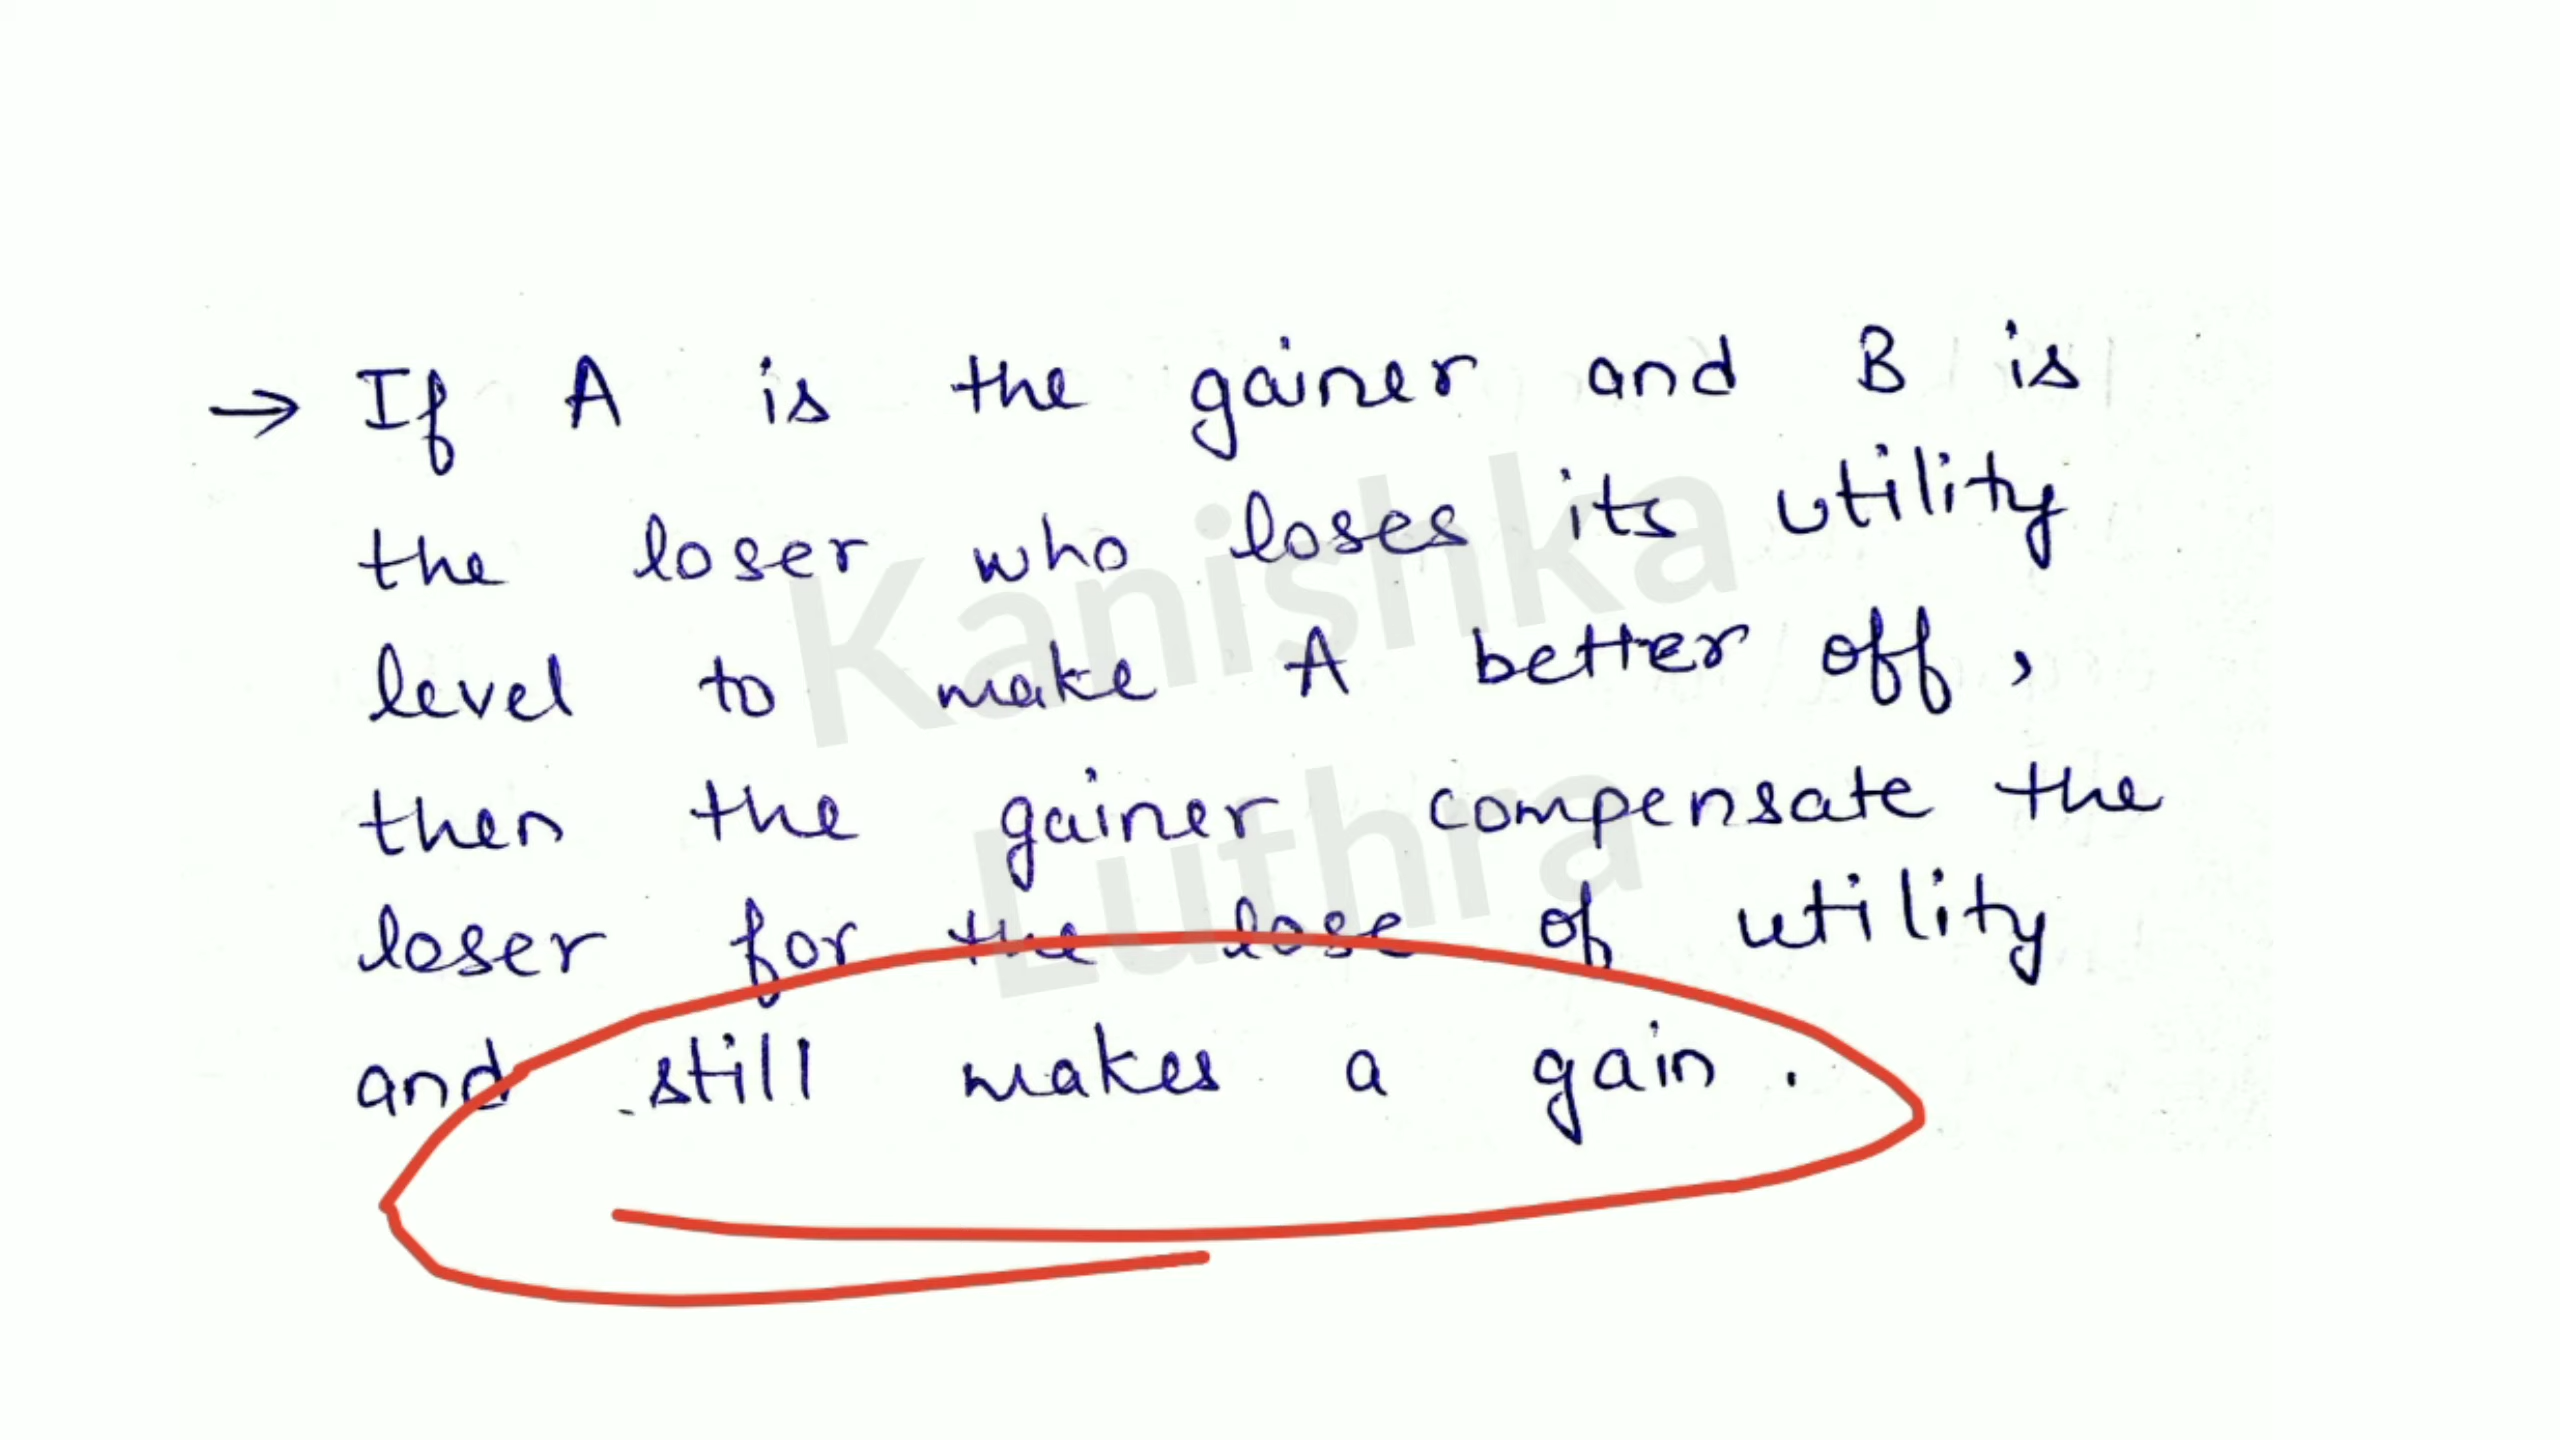 → If A is the gainer and B is
the loser who loses its utility
level to make A better off,
then the gainer compensate the
loser for the lose of utility
and still makes a gain.
Kanishka
Luthra